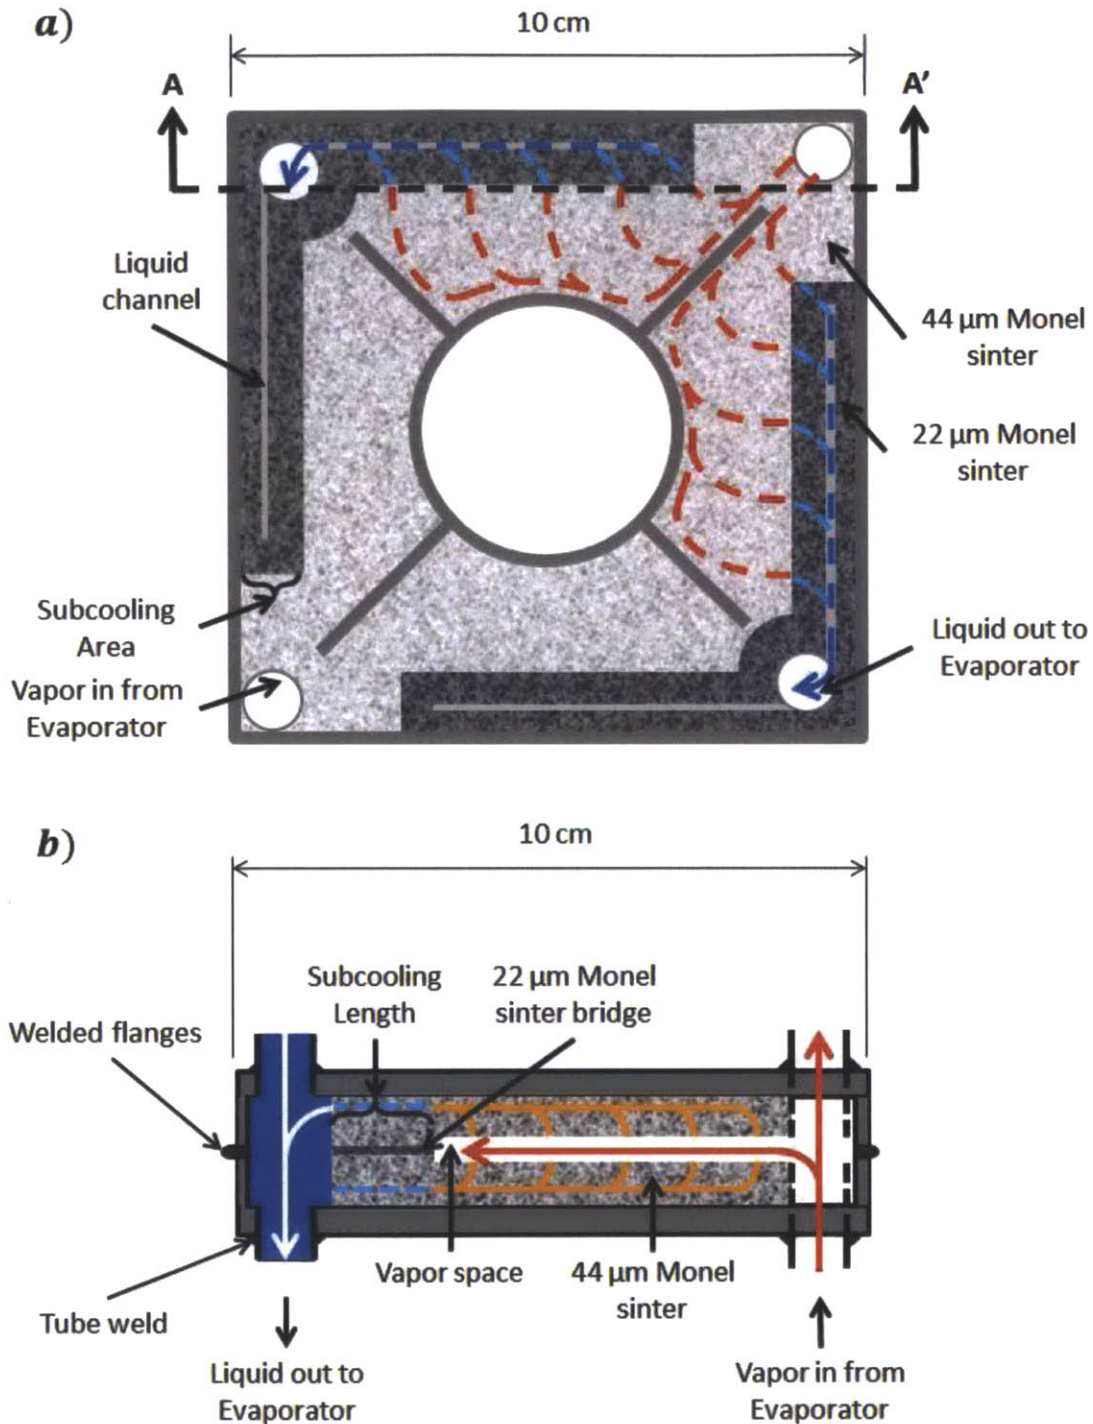 a)
10 cm
A
A'
Liquid
channel
44 µm Monel
sinter
22 µm Monel
sinter
Subcooling
Area
Liquid out to
Evaporator
Vapor in from
Evaporator
b)
10 cm
Subcooling
Length
22 µm Monel
sinter bridge
Welded flanges
Vapor space
44 µm Monel
sinter
Tube weld
Liquid out to
Evaporator
Vapor in from
Evaporator